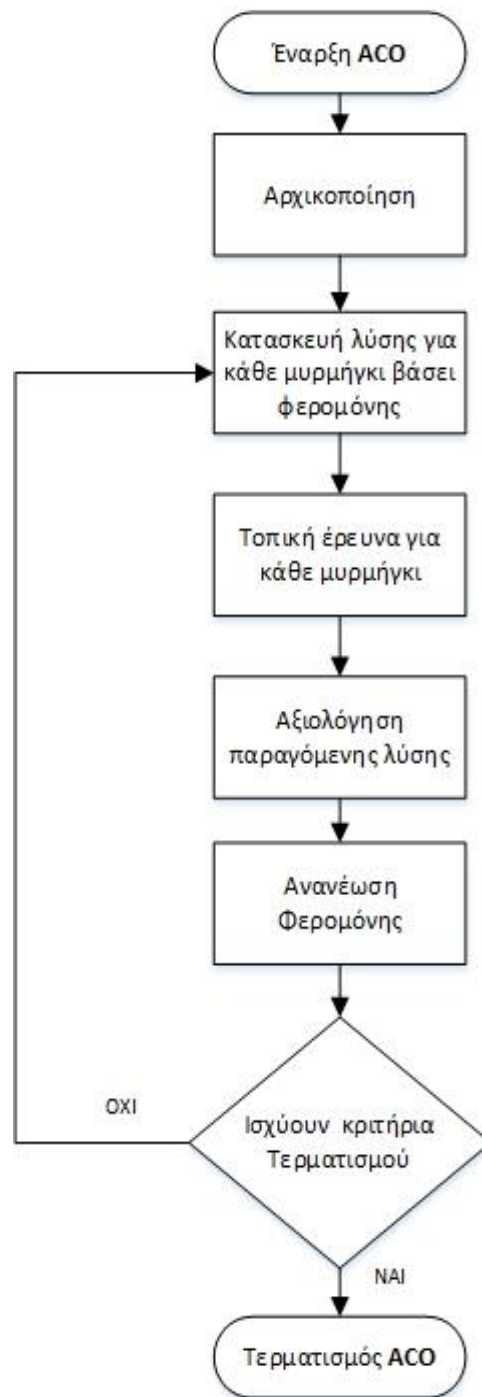 Έναρξη ACO
Αρχικοποίηση
Κατασκευή λύσης για
κάθε μυρμήγκι βάσει
φερομόνης
Τοπική έρευνα για
κάθε μυρμήγκι
Αξιολόγηση
παραγόμενης λύσης
Ανανέωση
Φερομόνης
Ισχύουν κριτήρια
Τερματισμού
ΟΧΙ
ΝΑΙ
Τερματισμός ACO